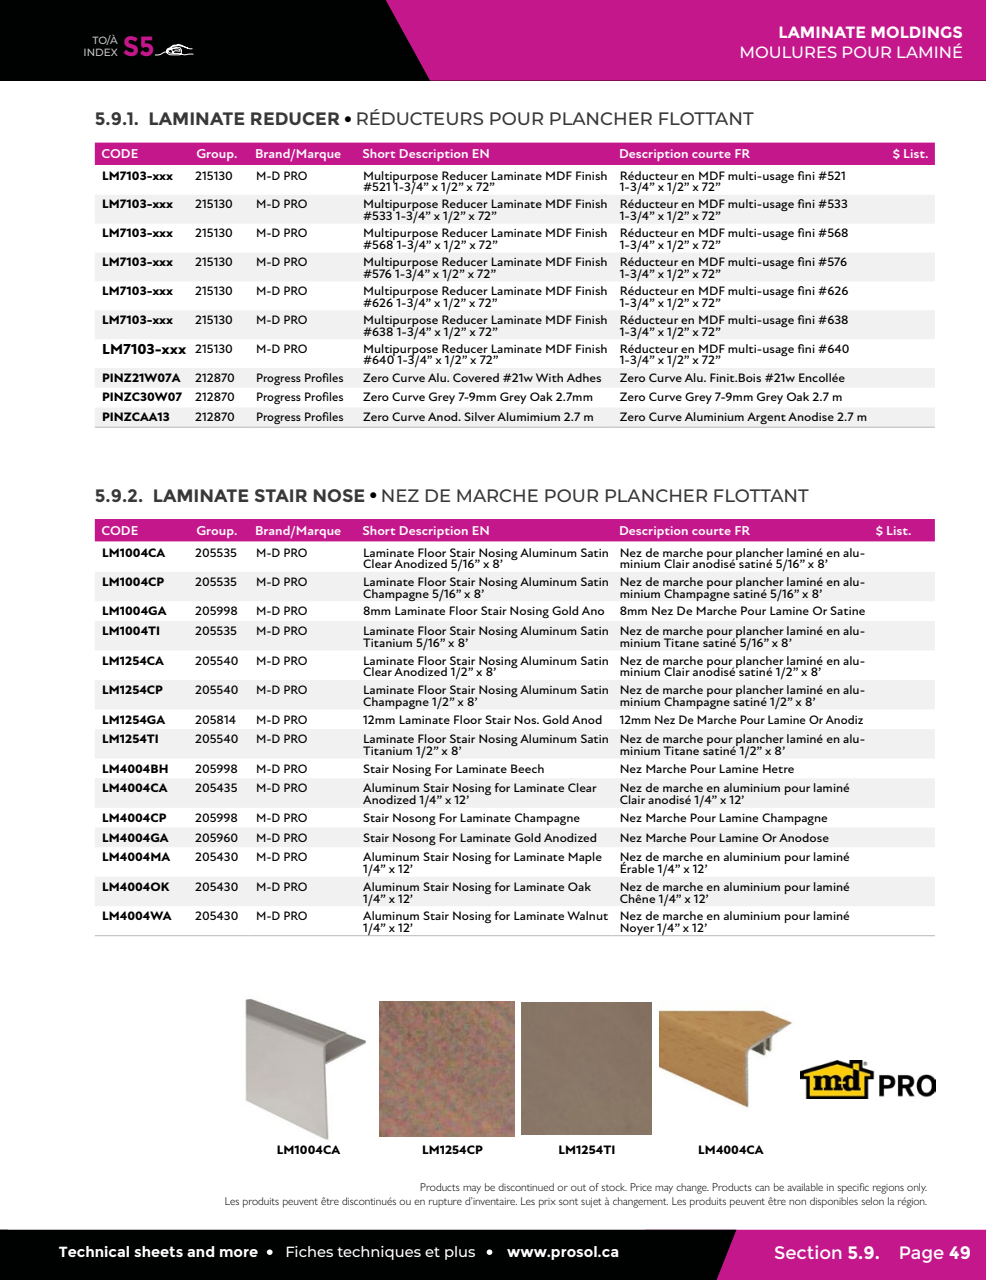 TO/À
INDEX S5
LAMINATE MOLDINGS
MOULURES POUR LAMINÉ
5.9.1. LAMINATE REDUCER • RÉDUCTEURS POUR PLANCHER FLOTTANT
CODE Group. Brand/Marque Short Description EN Description courte FR $ List.
LM7103-xxx 215130 M-D PRO Multipurpose Reducer Laminate MDF Finish Réducteur en MDF multi-usage fini #521
#521 1-3/4” x 1/2” x 72” 1-3/4” x 1/2” x 72”
LM7103-xxx 215130 M-D PRO Multipurpose Reducer Laminate MDF Finish Réducteur en MDF multi-usage fini #533
#533 1-3/4” x 1/2” x 72” 1-3/4” x 1/2” x 72”
LM7103-xxx 215130 M-D PRO Multipurpose Reducer Laminate MDF Finish Réducteur en MDF multi-usage fini #568
#568 1-3/4” x 1/2” x 72” 1-3/4” x 1/2” x 72”
LM7103-xxx 215130 M-D PRO Multipurpose Reducer Laminate MDF Finish Réducteur en MDF multi-usage fini #576
#576 1-3/4” x 1/2” x 72” 1-3/4” x 1/2” x 72”
LM7103-xxx 215130 M-D PRO Multipurpose Reducer Laminate MDF Finish Réducteur en MDF multi-usage fini #626
#626 1-3/4” x 1/2” x 72” 1-3/4” x 1/2” x 72”
LM7103-xxx 215130 M-D PRO Multipurpose Reducer Laminate MDF Finish Réducteur en MDF multi-usage fini #638
#638 1-3/4” x 1/2” x 72” 1-3/4” x 1/2” x 72”
LM7103-xxx 215130 M-D PRO Multipurpose Reducer Laminate MDF Finish Réducteur en MDF multi-usage fini #640
#640 1-3/4” x 1/2” x 72” 1-3/4” x 1/2” x 72”
PINZ21W07A 212870 Progress Profiles Zero Curve Alu. Covered #21w With Adhes Zero Curve Alu. Finit.Bois #21w Encollée
PINZC30W07 212870 Progress Profiles Zero Curve Grey 7-9mm Grey Oak 2.7mm Zero Curve Grey 7-9mm Grey Oak 2.7 m
PINZCAA13 212870 Progress Profiles Zero Curve Anod. Silver Alumimium 2.7 m Zero Curve Aluminium Argent Anodise 2.7 m
5.9.2. LAMINATE STAIR NOSE • NEZ DE MARCHE POUR PLANCHER FLOTTANT
CODE Group. Brand/Marque Short Description EN Description courte FR $ List.
LM1004CA 205535 M-D PRO Laminate Floor Stair Nosing Aluminum Satin Nez de marche pour plancher laminé en alu-
Clear Anodized 5/16” x 8’ minium Clair anodisé satiné 5/16” x 8’
LM1004CP 205535 M-D PRO Laminate Floor Stair Nosing Aluminum Satin Nez de marche pour plancher laminé en alu-
Champagne 5/16” x 8’ minium Champagne satiné 5/16” x 8’
LM1004GA 205998 M-D PRO 8mm Laminate Floor Stair Nosing Gold Ano 8mm Nez De Marche Pour Lamine Or Satine
LM1004TI 205535 M-D PRO Laminate Floor Stair Nosing Aluminum Satin Nez de marche pour plancher laminé en alu-
Titanium 5/16” x 8’ minium Titane satiné 5/16” x 8’
LM1254CA 205540 M-D PRO Laminate Floor Stair Nosing Aluminum Satin Nez de marche pour plancher laminé en alu-
Clear Anodized 1/2” x 8’ minium Clair anodisé satiné 1/2” x 8’
LM1254CP 205540 M-D PRO Laminate Floor Stair Nosing Aluminum Satin Nez de marche pour plancher laminé en alu-
Champagne 1/2” x 8’ minium Champagne satiné 1/2” x 8’
LM1254GA 205814 M-D PRO 12mm Laminate Floor Stair Nos. Gold Anod 12mm Nez De Marche Pour Lamine Or Anodiz
LM1254TI 205540 M-D PRO Laminate Floor Stair Nosing Aluminum Satin Nez de marche pour plancher laminé en alu-
Titanium 1/2” x 8’ minium Titane satiné 1/2” x 8’
LM4004BH 205998 M-D PRO Stair Nosing For Laminate Beech Nez Marche Pour Lamine Hetre
LM4004CA 205435 M-D PRO Aluminum Stair Nosing for Laminate Clear Nez de marche en aluminium pour laminé
Anodized 1/4” x 12’ Clair anodisé 1/4” x 12’
LM4004CP 205998 M-D PRO Stair Nosong For Laminate Champagne Nez Marche Pour Lamine Champagne
LM4004GA 205960 M-D PRO Stair Nosong For Laminate Gold Anodized Nez Marche Pour Lamine Or Anodose
LM4004MA 205430 M-D PRO Aluminum Stair Nosing for Laminate Maple Nez de marche en aluminium pour laminé
1/4” x 12’ Érable 1/4” x 12’
LM4004OK 205430 M-D PRO Aluminum Stair Nosing for Laminate Oak Nez de marche en aluminium pour laminé
1/4” x 12’ Chêne 1/4” x 12’
LM4004WA 205430 M-D PRO Aluminum Stair Nosing for Laminate Walnut Nez de marche en aluminium pour laminé
1/4” x 12’ Noyer 1/4” x 12’
md PRO
LM1004CA LM1254CP LM1254TI LM4004CA
Products may be discontinued or out of stock. Price may change. Products can be available in specific regions only.
Les produits peuvent être discontinués ou en rupture d’inventaire. Les prix sont sujet à changement. Les produits peuvent être non disponibles selon la région.
Technical sheets and more • Fiches techniques et plus • www.prosol.ca
Section 5.9. Page 49